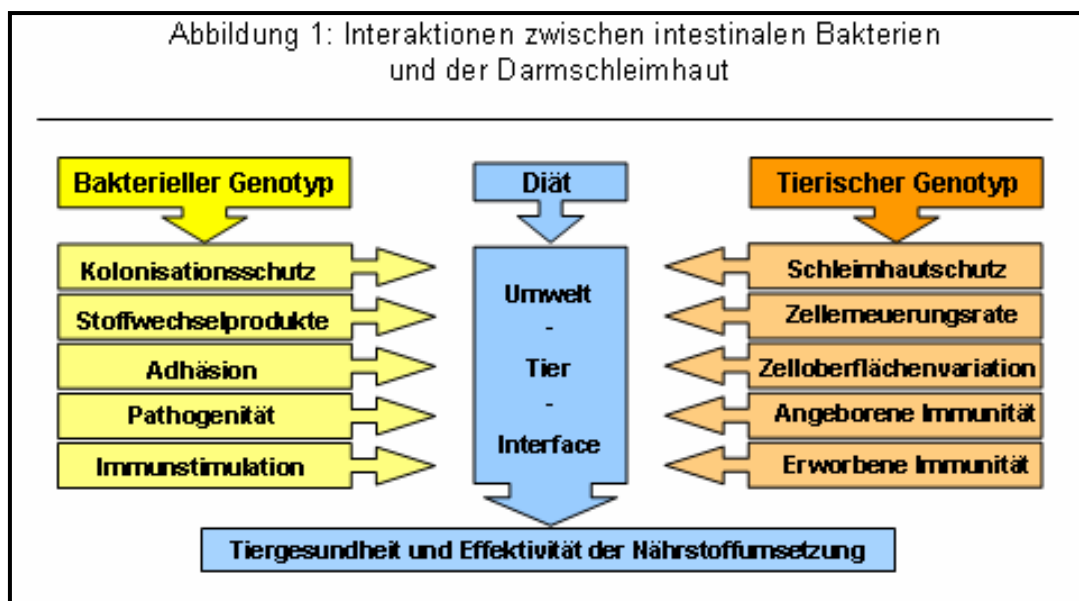 Abbildung 1: Interaktionen zwischen intestinalen Bakterien
und der Darmschleimhaut
Bakterieller Genotyp
Kolonisationsschutz
Stoffwechselprodukte
Adhäsion
Pathogenität
Immunstimulation
Diät
Umwelt
-
Tier
-
Interface
Tierischer Genotyp
Schleimhautschutz
Zellerneuerungsrate
Zelloberflächenvariation
Angeborene Immunität
Erworbene Immunität
Tiergesundheit und Effektivität der Nährstoffumsetzung